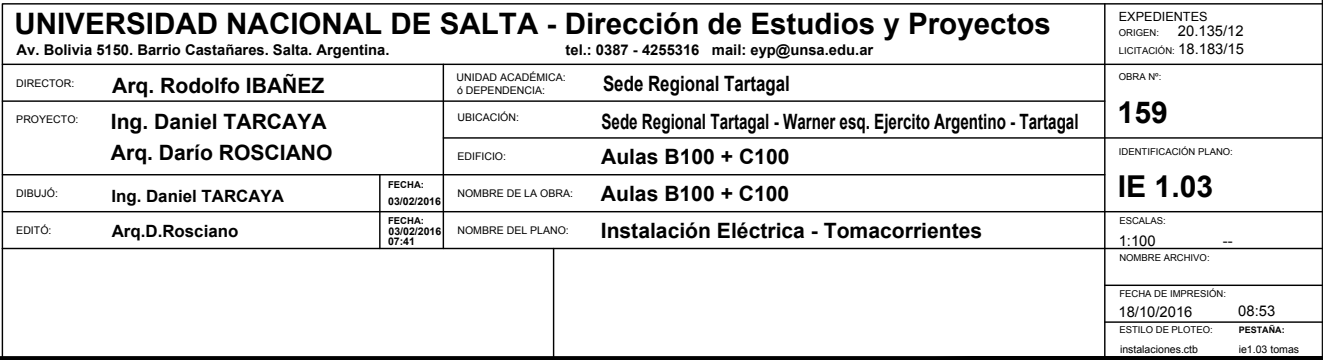 UNIVERSIDAD NACIONAL DE SALTA - Dirección de Estudios y Proyectos
Av. Bolivia 5150. Barrio Castañares. Salta. Argentina. tel.: 0387 - 4255316 mail: eyp@unsa.edu.ar
EXPEDIENTES
ORIGEN: 20.135/12
LICITACIÓN: 18.183/15
DIRECTOR: Arq. Rodolfo IBAÑEZ
UNIDAD ACADÉMICA:
ó DEPENDENCIA: Sede Regional Tartagal
OBRA Nº:
159
PROYECTO: Ing. Daniel TARCAYA
Arq. Darío ROSCIANO
UBICACIÓN: Sede Regional Tartagal - Warner esq. Ejercito Argentino - Tartagal
EDIFICIO: Aulas B100 + C100
IDENTIFICACIÓN PLANO:
IE 1.03
DIBUJÓ: Ing. Daniel TARCAYA
FECHA:
03/02/2016
NOMBRE DE LA OBRA: Aulas B100 + C100
EDITÓ: Arq.D.Rosciano
FECHA:
03/02/2016
07:41
NOMBRE DEL PLANO: Instalación Eléctrica - Tomacorrientes
ESCALAS:
1:100 --
NOMBRE ARCHIVO:
FECHA DE IMPRESIÓN:
18/10/2016 08:53
ESTILO DE PLOTEO: PESTAÑA:
instalaciones.ctb ie1.03 tomas